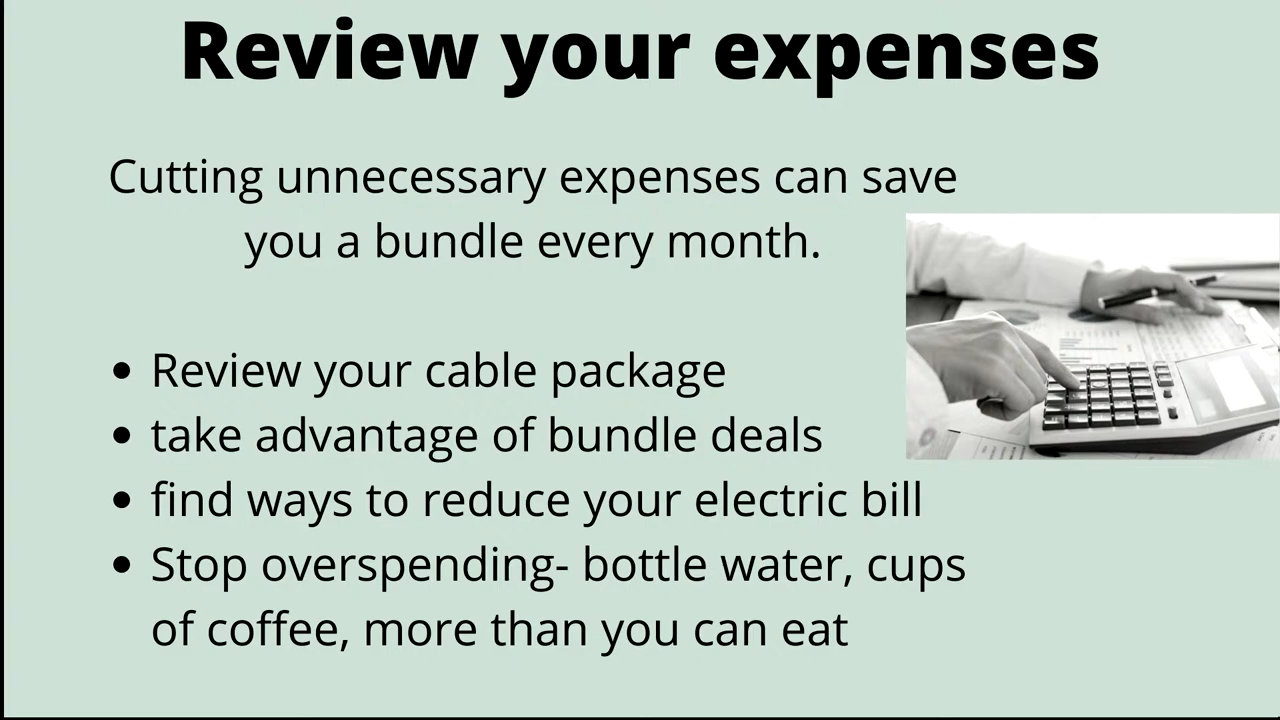 Review your expenses
Cutting unnecessary expenses can save
you a bundle every month.
• Review your cable package
• take advantage of bundle deals
• find ways to reduce your electric bill
• Stop overspending- bottle water, cups
of coffee, more than you can eat